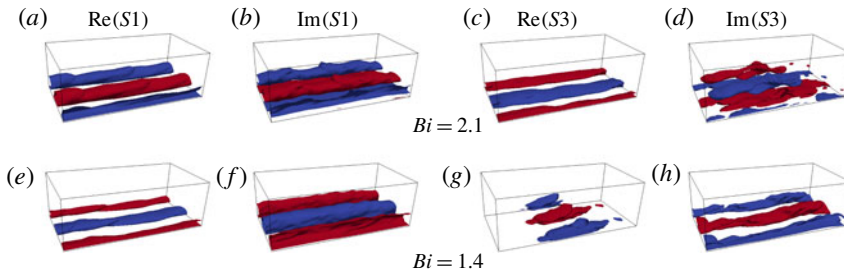 (a) Re(S1) (b) Im(S1) (c) Re(S3) (d) Im(S3)
Bi = 2.1
(e) (f) (g) (h)
Bi = 1.4